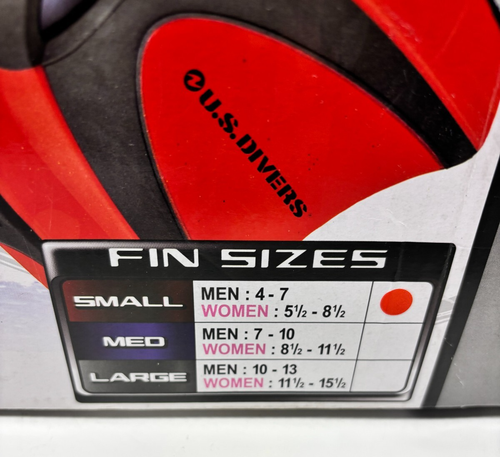 U.S. DIVERS
FIN SIZES
SMALL
MEN : 4 - 7
WOMEN : 5½ - 8½
MED
MEN : 7 - 10
WOMEN : 8½ - 11½
LARGE
MEN : 10 - 13
WOMEN : 11½ - 15½